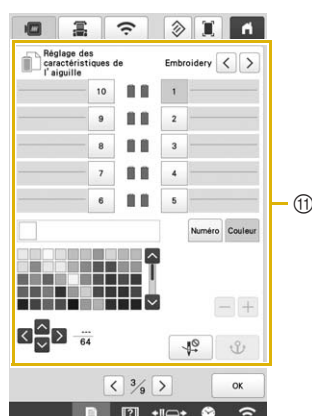 Réglage des
caractéristiques de
l'aiguille
Embroidery < >
10 1
9 2
8 3
7 4
6 5
Numéro Couleur
- +
---
64
< 3/9 >
OK
⑪